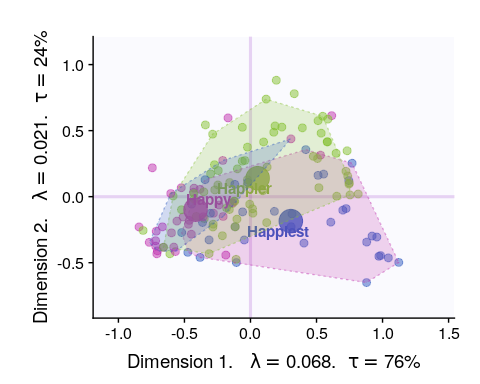 Dimension 2.   λ = 0.021.   τ = 24%
1.0
0.5
0.0
-0.5
Happier
Happy
Happiest
-1.0 -0.5 0.0 0.5 1.0 1.5
Dimension 1.   λ = 0.068.   τ = 76%